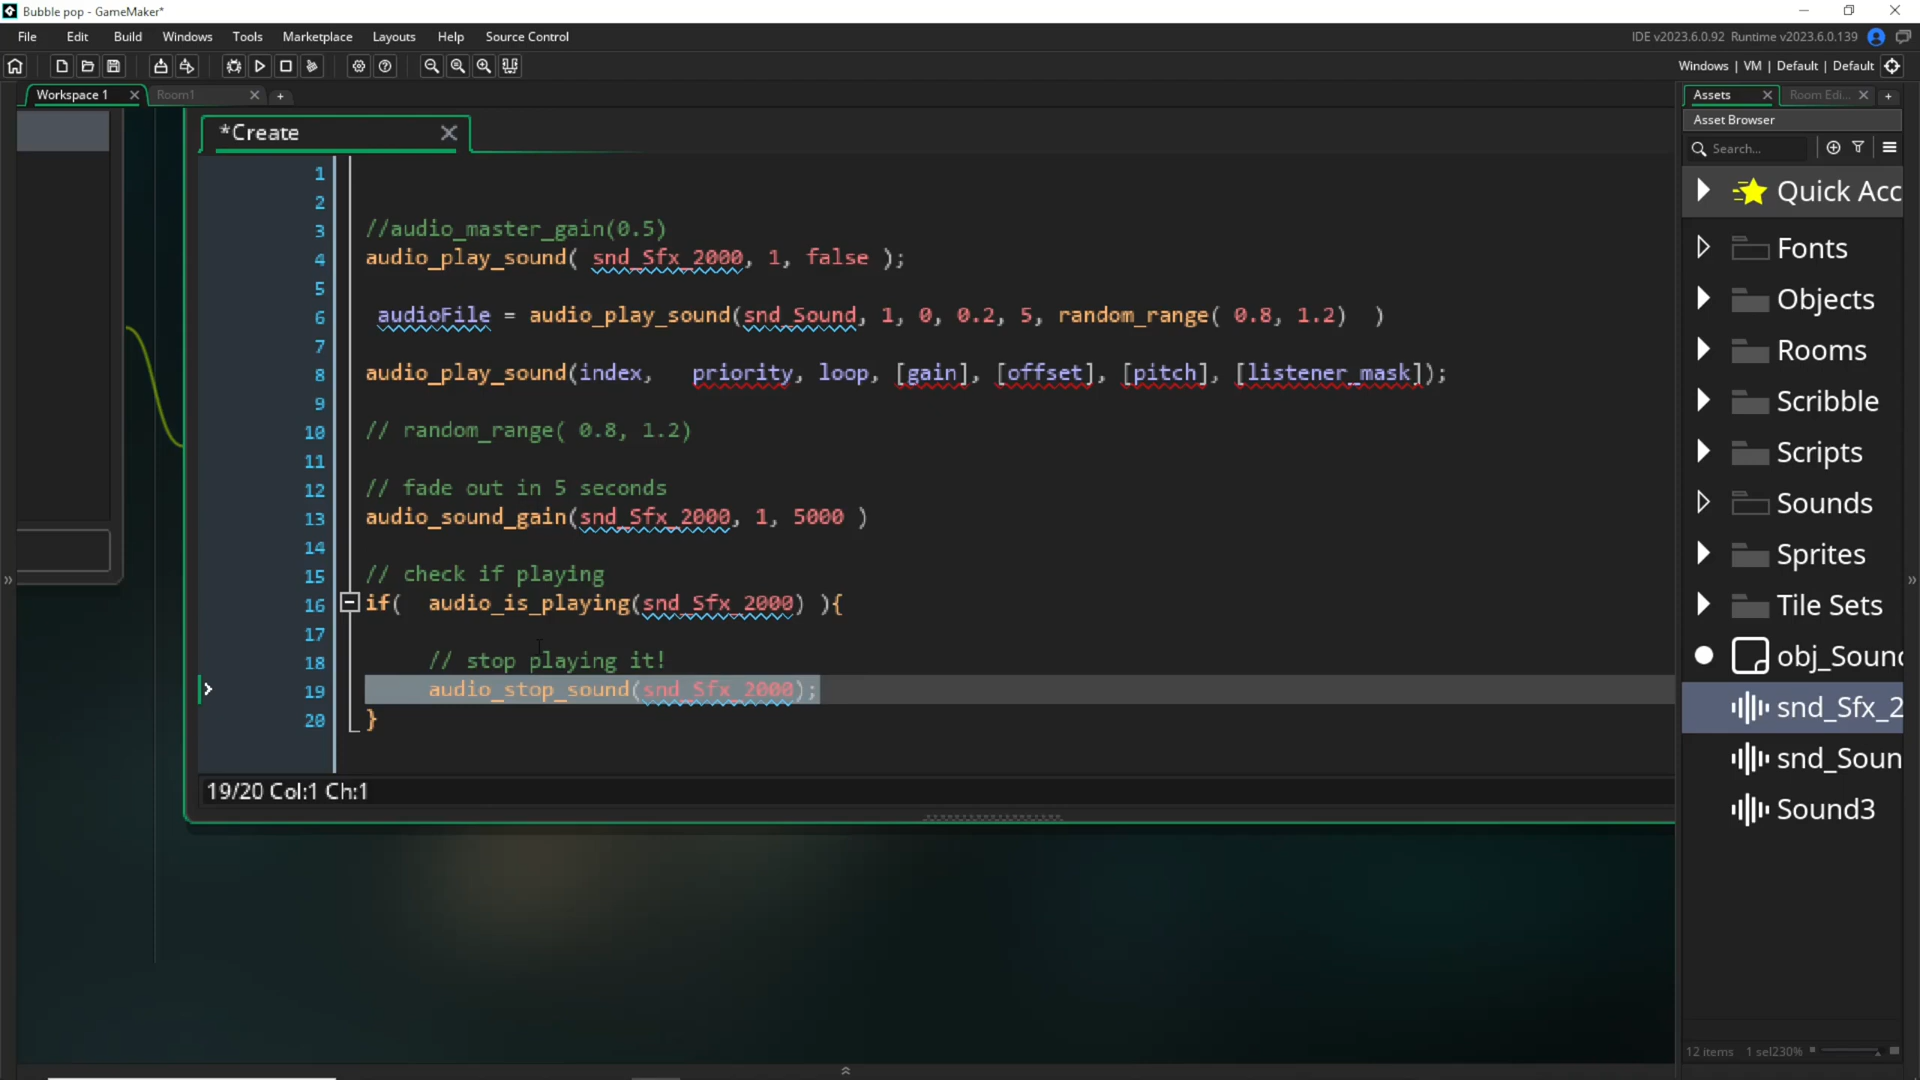 Bubble pop - GameMaker*
File Edit Build Windows Tools Marketplace Layouts Help Source Control
IDE v2023.6.0.92 Runtime v2023.6.0.139
Windows | VM | Default | Default
Workspace 1
Room1
Assets
Room Edi...
Asset Browser
Search...
*Create
1
2
3 //audio_master_gain(0.5)
4 audio_play_sound( snd_Sfx_2000, 1, false );
5
6 audioFile = audio_play_sound(snd_Sound, 1, 0, 0.2, 5, random_range( 0.8, 1.2) )
7
8 audio_play_sound(index, priority, loop, [gain], [offset], [pitch], [listener_mask]);
9
10 // random_range( 0.8, 1.2)
11
12 // fade out in 5 seconds
13 audio_sound_gain(snd_Sfx_2000, 1, 5000 )
14
15 // check if playing
16 if( audio_is_playing(snd_Sfx_2000) ){
17
18 // stop playing it!
19 audio_stop_sound(snd_Sfx_2000);
20 }
19/20 Col:1 Ch:1
Quick Acc
Fonts
Objects
Rooms
Scribble
Scripts
Sounds
Sprites
Tile Sets
obj_Sound
snd_Sfx_2
snd_Soun
Sound3
12 items 1 sel230%